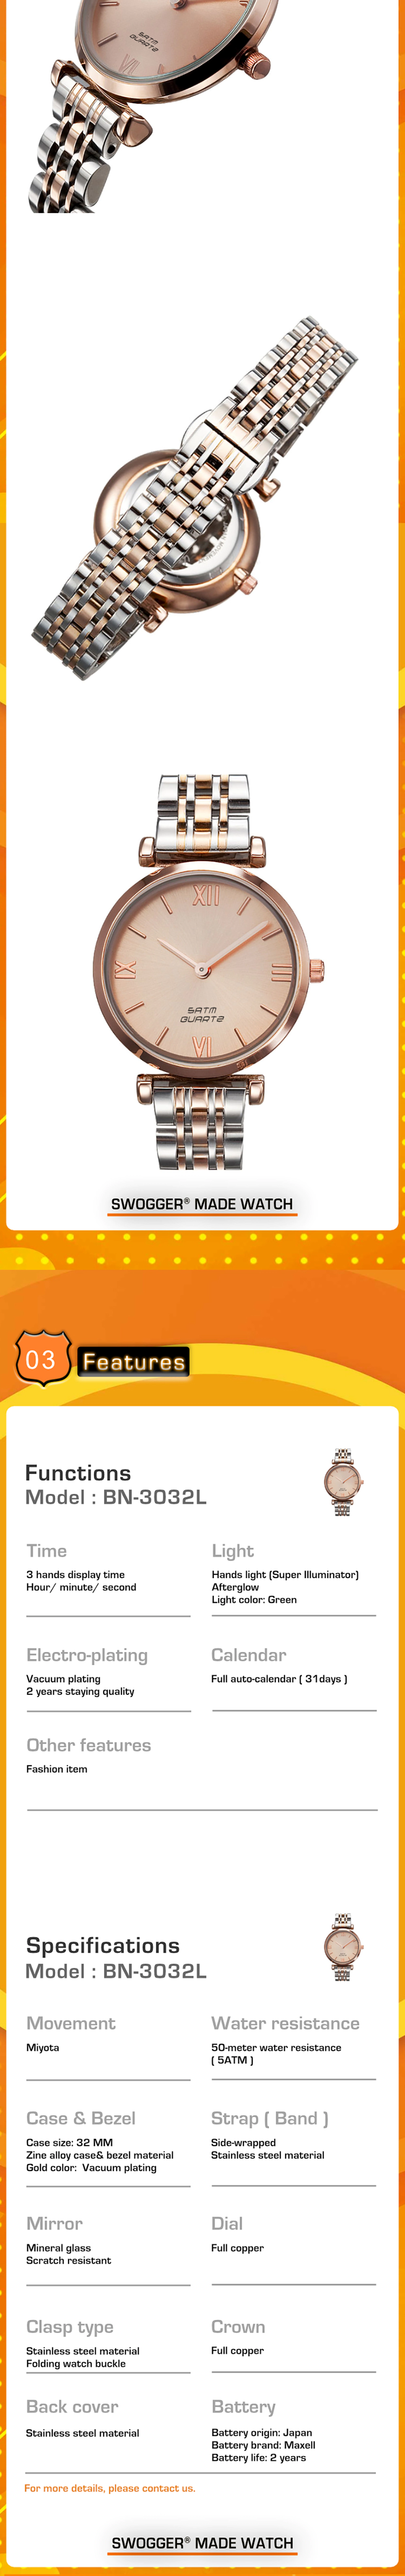 5ATM
QUARTZ
XII
III
IX
5ATM
QUARTZ
VI
SWOGGER® MADE WATCH
03
Features
Functions
Model : BN-3032L
Time
3 hands display time
Hour/ minute/ second
Light
Hands light (Super Illuminator)
Afterglow
Light color: Green
Electro-plating
Vacuum plating
2 years staying quality
Calendar
Full auto-calendar ( 31days )
Other features
Fashion item
Specifications
Model : BN-3032L
Movement
Miyota
Water resistance
50-meter water resistance
( 5ATM )
Case & Bezel
Case size: 32 MM
Zine alloy case& bezel material
Gold color:  Vacuum plating
Strap ( Band )
Side-wrapped
Stainless steel material
Mirror
Mineral glass
Scratch resistant
Dial
Full copper
Clasp type
Stainless steel material
Folding watch buckle
Crown
Full copper
Back cover
Stainless steel material
Battery
Battery origin: Japan
Battery brand: Maxell
Battery life: 2 years
For more details, please contact us.
SWOGGER® MADE WATCH